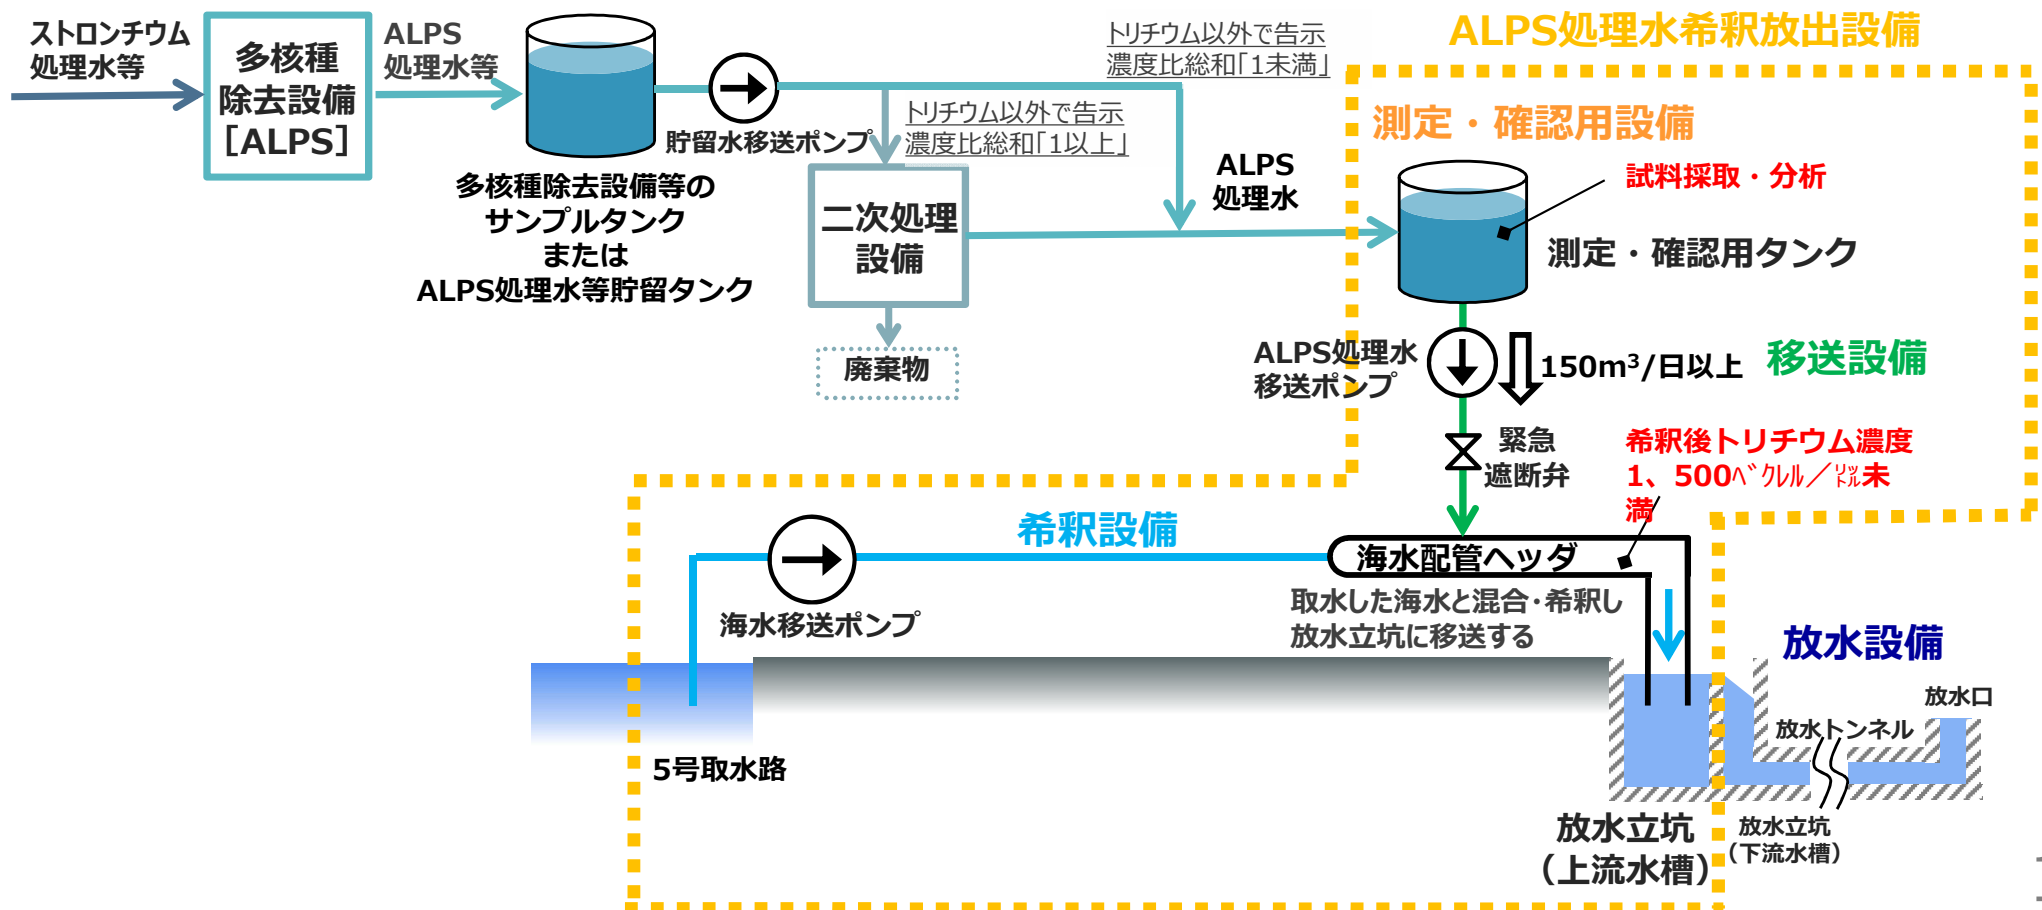 ストロンチウム
処理水等
多核種
除去設備
［ALPS］
ALPS
処理水等
貯留水移送ポンプ
多核種除去設備等の
サンプルタンク
または
ALPS処理水等貯留タンク
トリチウム以外で告示
濃度比総和「1未満」
トリチウム以外で告示
濃度比総和「1以上」
二次処理
設備
廃棄物
ALPS
処理水
ALPS処理水希釈放出設備
測定・確認用設備
試料採取・分析
測定・確認用タンク
ALPS処理水
移送ポンプ
150m³/日以上
移送設備
緊急
遮断弁
希釈後トリチウム濃度
1、500ﾍﾞｸﾚﾙ／㍑未
満
希釈設備
海水移送ポンプ
海水配管ヘッダ
取水した海水と混合・希釈し
放水立坑に移送する
5号取水路
放水設備
放水口
放水トンネル
放水立坑
（上流水槽）
放水立坑
（下流水槽）